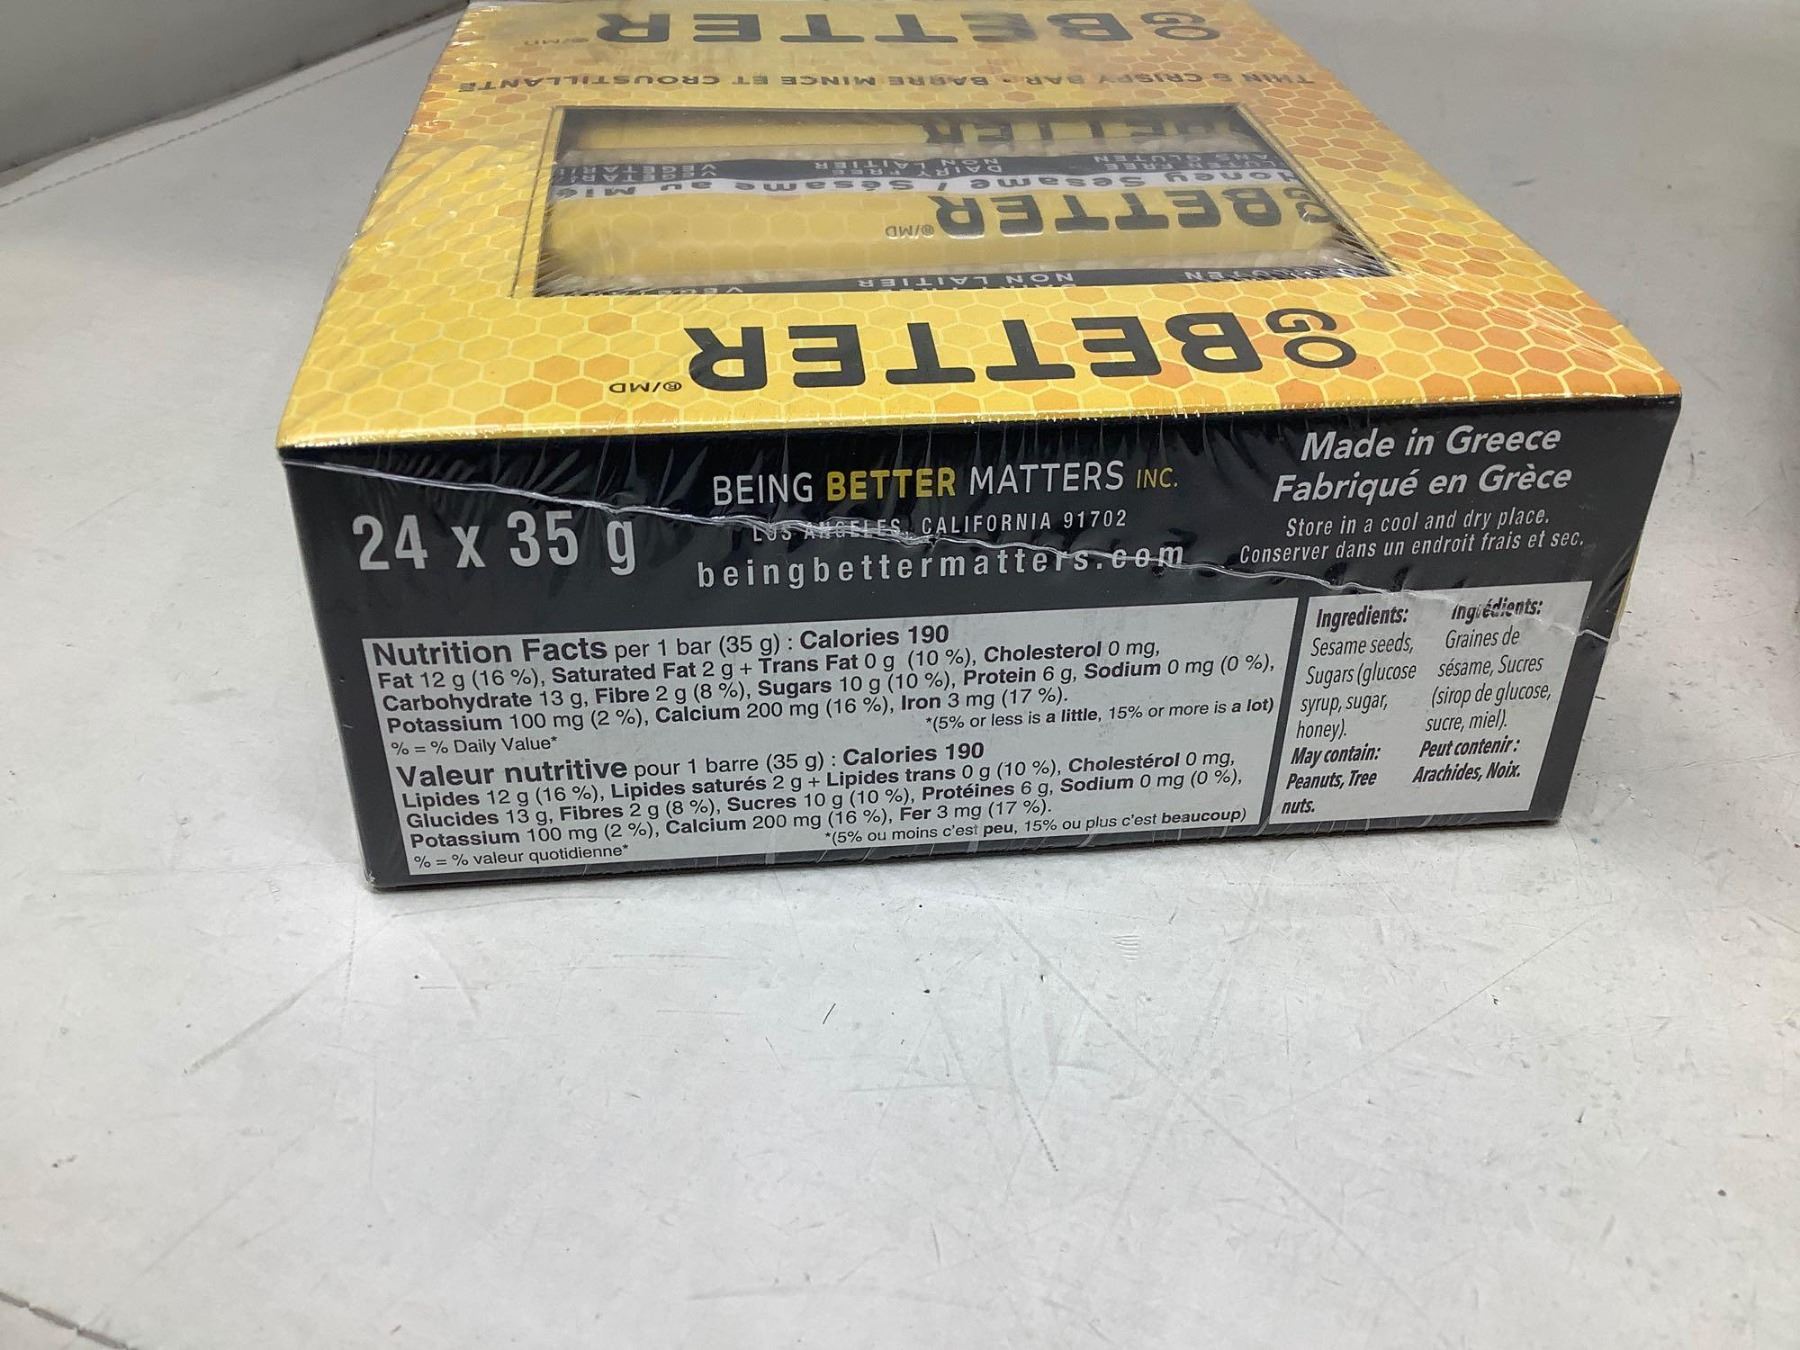 GO BETTER ®/MD
THIN & CRISPY BAR • BARRE MINCE ET CROUSTILLANTE
BETTER
GLUTEN FREE DAIRY FREE
SANS GLUTEN NON LAITIER
Honey Sesame / Sésame au
GO BETTER ®/MD
NON LAITIER
GO BETTER ®/MD
24 x 35 g
BEING BETTER MATTERS INC.
LOS ANGELES, CALIFORNIA 91702
beingbettermatters.com
Made in Greece
Fabriqué en Grèce
Store in a cool and dry place.
Conserver dans un endroit frais et sec.
Nutrition Facts per 1 bar (35 g) : Calories 190
Fat 12 g (16 %), Saturated Fat 2 g + Trans Fat 0 g (10 %), Cholesterol 0 mg,
Carbohydrate 13 g, Fibre 2 g (8 %), Sugars 10 g (10 %), Protein 6 g, Sodium 0 mg (0 %),
Potassium 100 mg (2 %), Calcium 200 mg (16 %), Iron 3 mg (17 %).
% = % Daily Value* *(5% or less is a little, 15% or more is a lot)
Valeur nutritive pour 1 barre (35 g) : Calories 190
Lipides 12 g (16 %), Lipides saturés 2 g + Lipides trans 0 g (10 %), Cholestérol 0 mg,
Glucides 13 g, Fibres 2 g (8 %), Sucres 10 g (10 %), Protéines 6 g, Sodium 0 mg (0 %),
Potassium 100 mg (2 %), Calcium 200 mg (16 %), Fer 3 mg (17 %).
% = % valeur quotidienne* *(5% ou moins c'est peu, 15% ou plus c'est beaucoup)
Ingredients:
Sesame seeds,
Sugars (glucose
syrup, sugar,
honey).
May contain:
Peanuts, Tree
nuts.
Ingrédients:
Graines de
sésame, Sucres
(sirop de glucose,
sucre, miel).
Peut contenir :
Arachides, Noix.